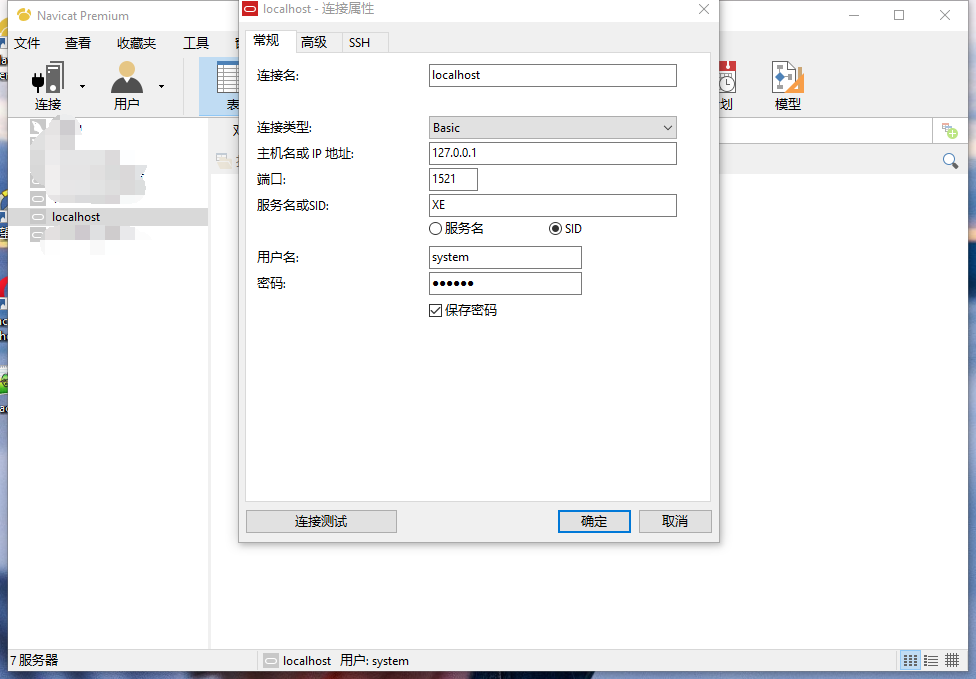 Navicat Premium
localhost - 连接属性
文件 查看 收藏夹 工具
常规 高级 SSH
连接 用户 表 划 模型
连接名: localhost
连接类型: Basic
主机名或 IP 地址: 127.0.0.1
端口: 1521
服务名或SID: XE
服务名 SID
用户名: system
密码: ●●●●●●
保存密码
localhost
连接测试 确定 取消
7 服务器 localhost 用户: system